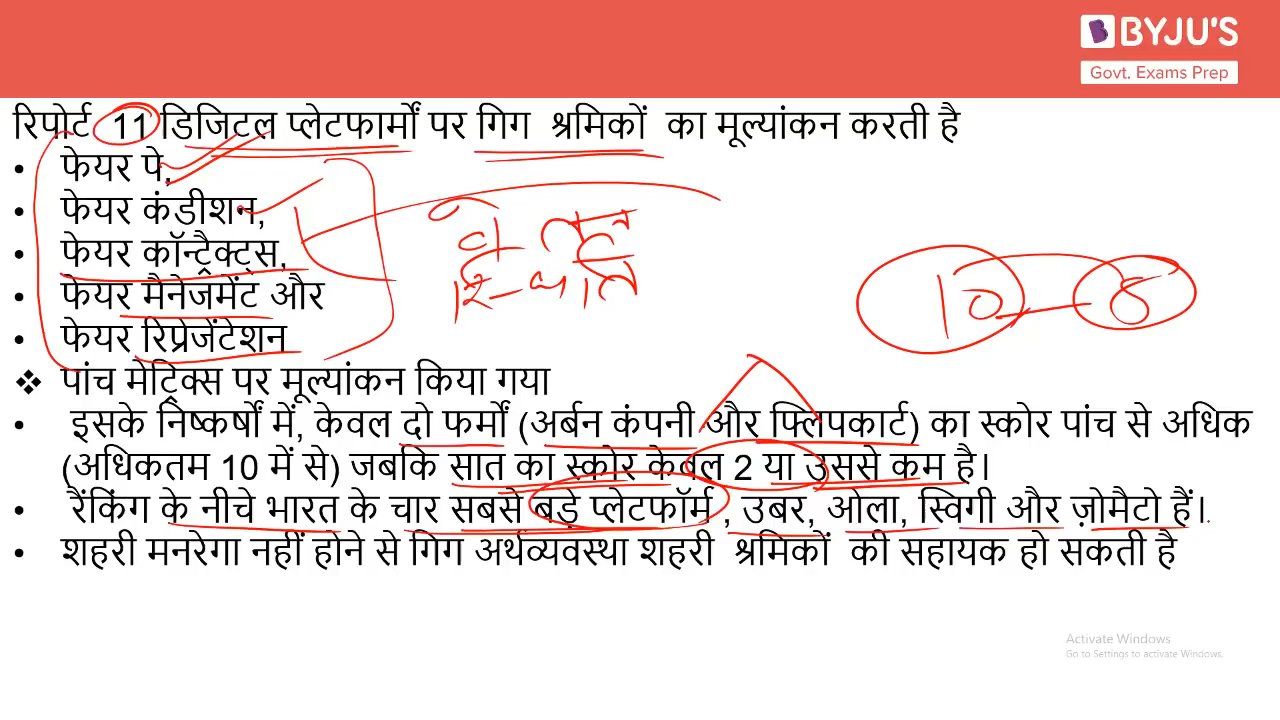 BYJU'S
Govt. Exams Prep
रिपोर्ट 11 डिजिटल प्लेटफार्मों पर गिग श्रमिकों का मूल्यांकन करती है
• फेयर पे,
• फेयर कंडीशन,
• फेयर कॉन्ट्रैक्ट्स,
• फेयर मैनेजमेंट और
• फेयर रिप्रेजेंटेशन
❖ पांच मेट्रिक्स पर मूल्यांकन किया गया
• इसके निष्कर्षों में, केवल दो फर्मों (अर्बन कंपनी और फ्लिपकार्ट) का स्कोर पांच से अधिक
(अधिकतम 10 में से) जबकि सात का स्कोर केवल 2 या उससे कम है।
• रैंकिंग के नीचे भारत के चार सबसे बड़े प्लेटफॉर्म , उबर, ओला, स्विगी और ज़ोमैटो हैं।
• शहरी मनरेगा नहीं होने से गिग अर्थव्यवस्था शहरी श्रमिकों की सहायक हो सकती है
10
Activate Windows
Go to Settings to activate Windows.